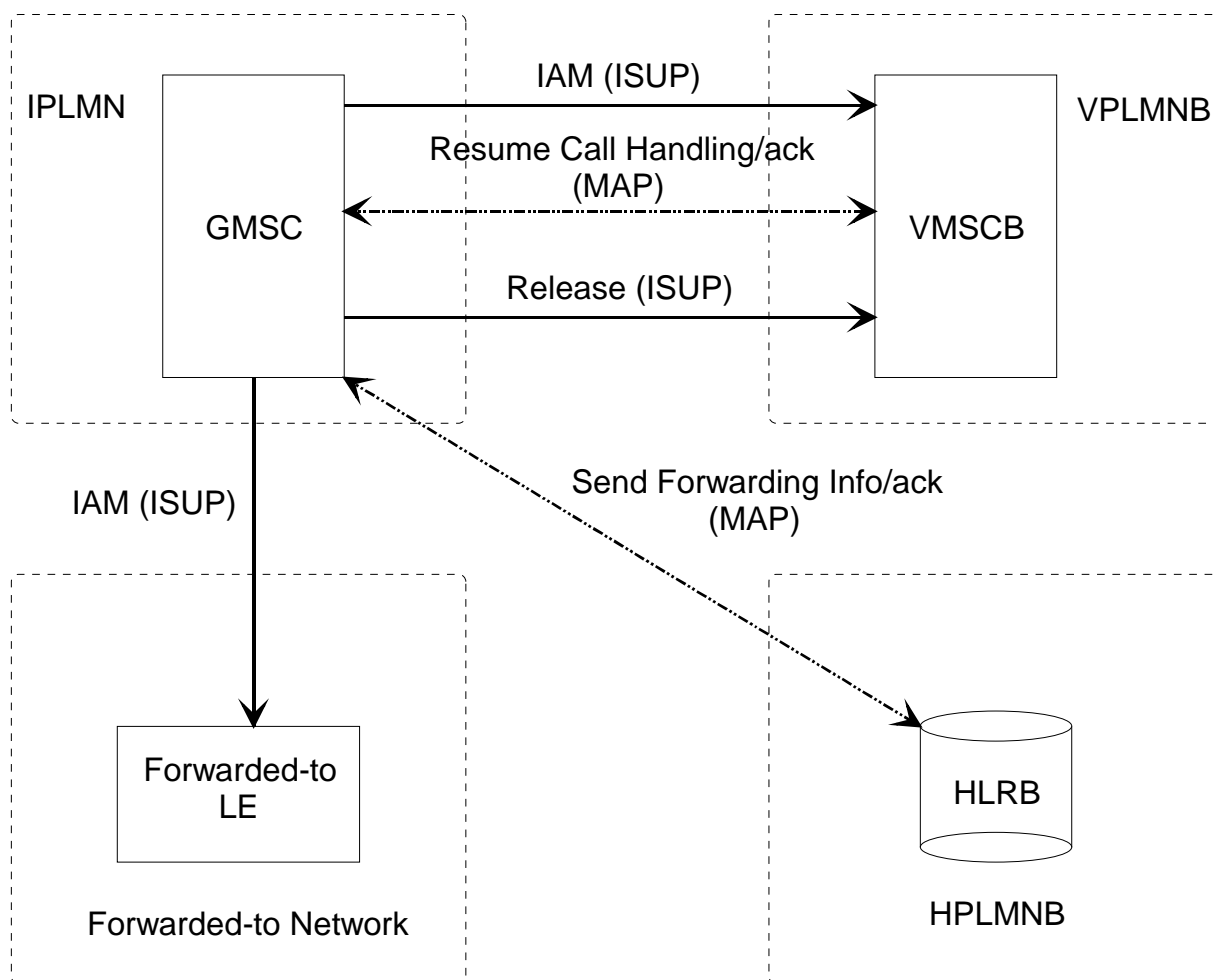 IAM (ISUP)
IPLMN
VPLMNB
Resume Call Handling/ack
(MAP)
GMSC
VMSCB
Release (ISUP)
Send Forwarding Info/ack
(MAP)
IAM (ISUP)
Forwarded-to
LE
HLRB
Forwarded-to Network
HPLMNB